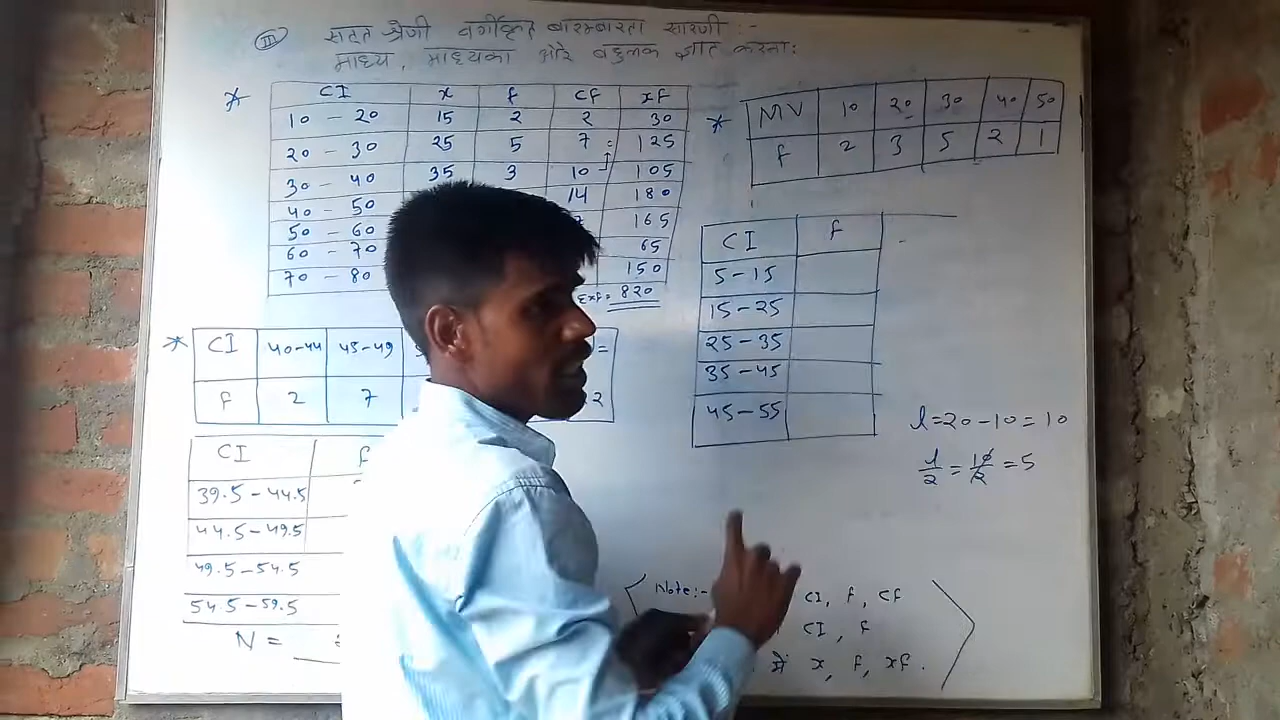 III सतत श्रेणी वर्गीकृत बारम्बारता सारणी :-
माध्य, माध्यिका और बहुलक ज्ञात करना:
* CI x f CF xf
10 - 20 15 2 2 30
20 - 30 25 5 7 125
30 - 40 35 3 10 105
40 - 50 14 180
50 - 60 165
60 - 70 65
70 - 80 150
Σxf = 820
* MV 10 20 30 40 50
f 2 3 5 2 1
CI f
5-15
15-25
25-35
35-45
45-55
l=20-10=10
l/2=10/2=5
* CI 40-44 45-49
f 2 7 2
CI f
39.5-44.5
44.5-49.5
49.5-54.5
54.5-59.5
N =
Note:- CI, f, CF
CI, f
में x, f, xf.